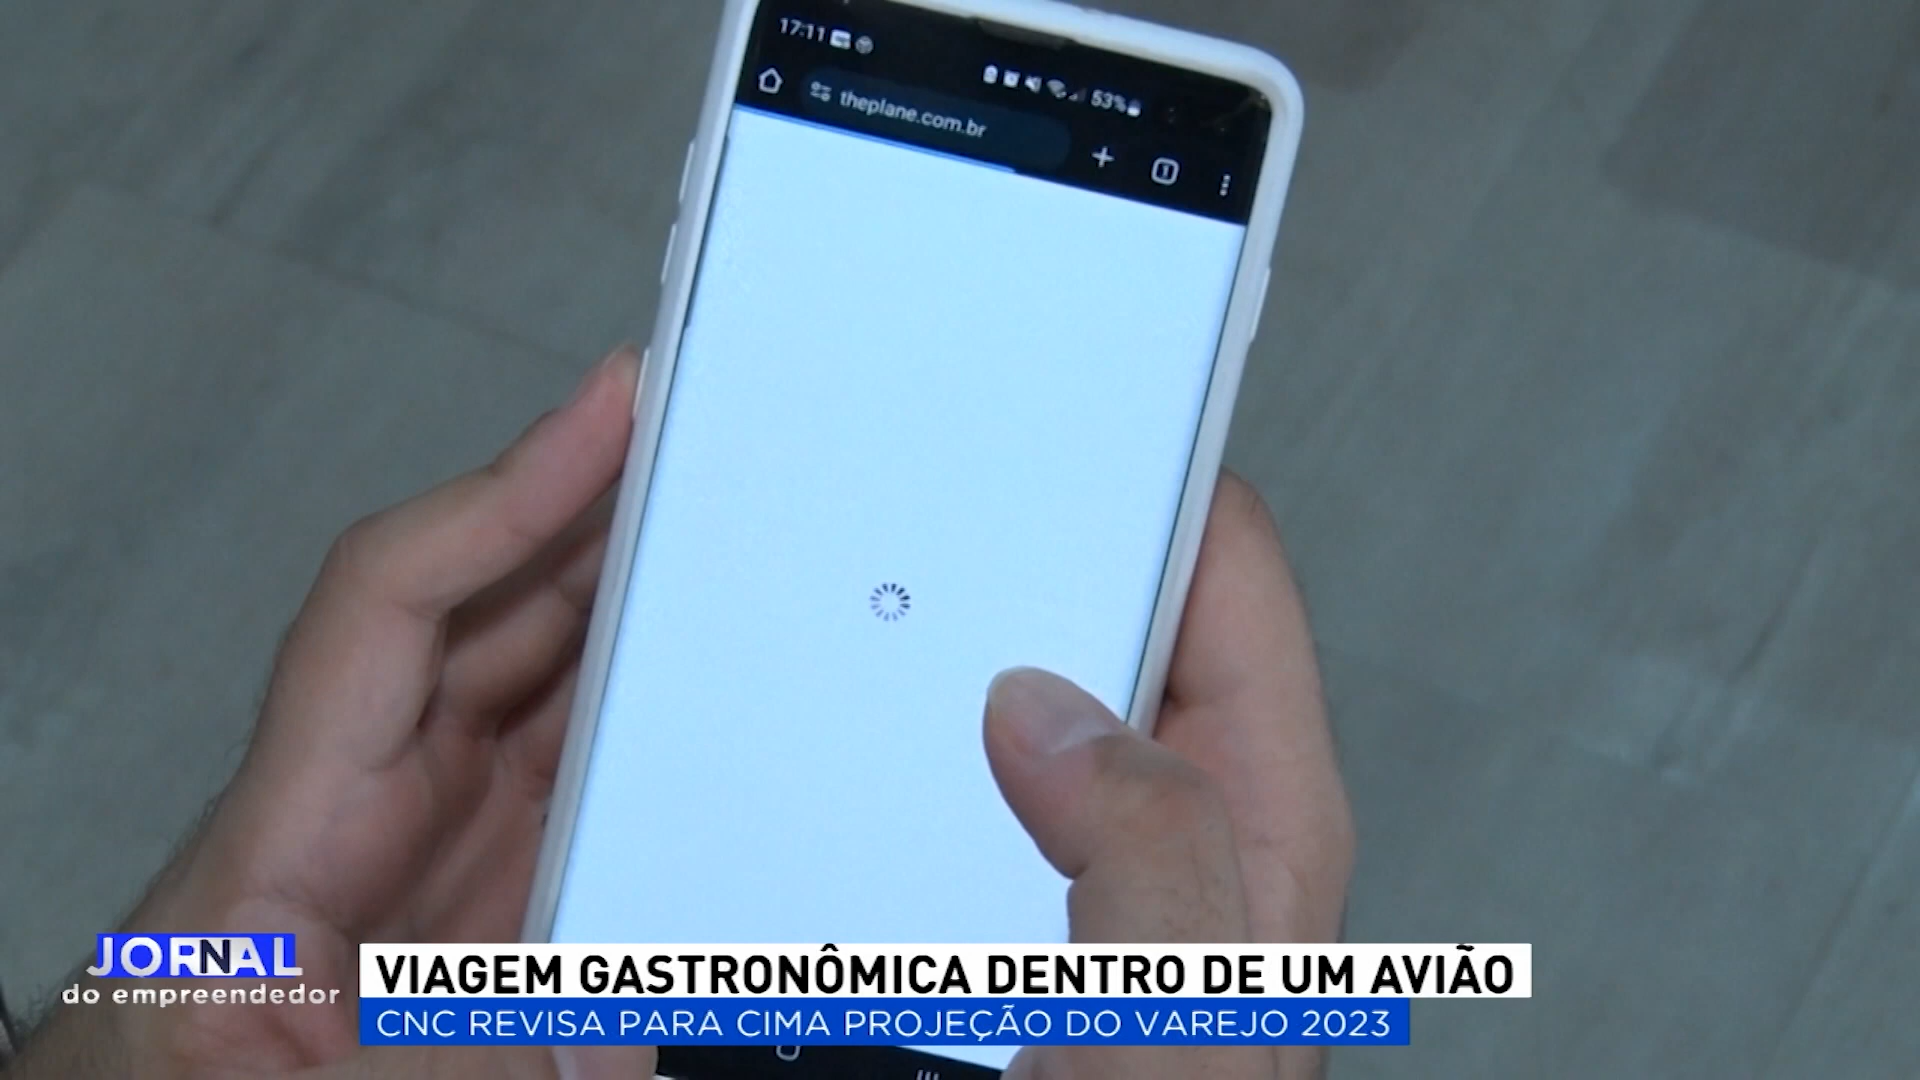 17:11
53%
theplane.com.br
1
JORNAL
do empreendedor
VIAGEM GASTRONÔMICA DENTRO DE UM AVIÃO
CNC REVISA PARA CIMA PROJEÇÃO DO VAREJO 2023